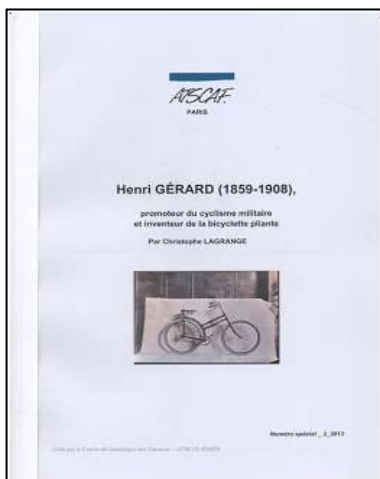 ATSCAF
PARIS
Henri GÉRARD (1859-1908),
promoteur du cyclisme militaire
et inventeur de la bicyclette pliante
Par Christophe LAGRANGE
Numéro spécial _ 2_2013